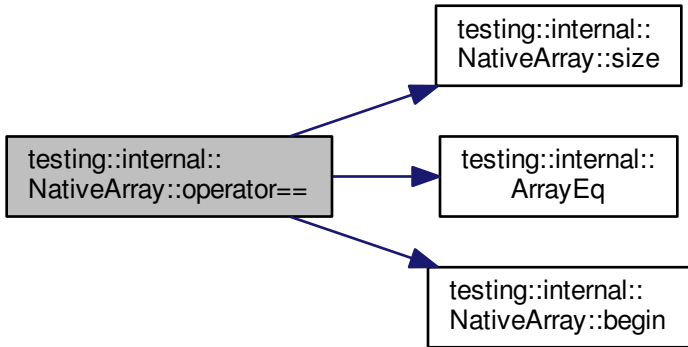 testing::internal::
NativeArray::size
testing::internal::
NativeArray::operator==
testing::internal::
ArrayEq
testing::internal::
NativeArray::begin